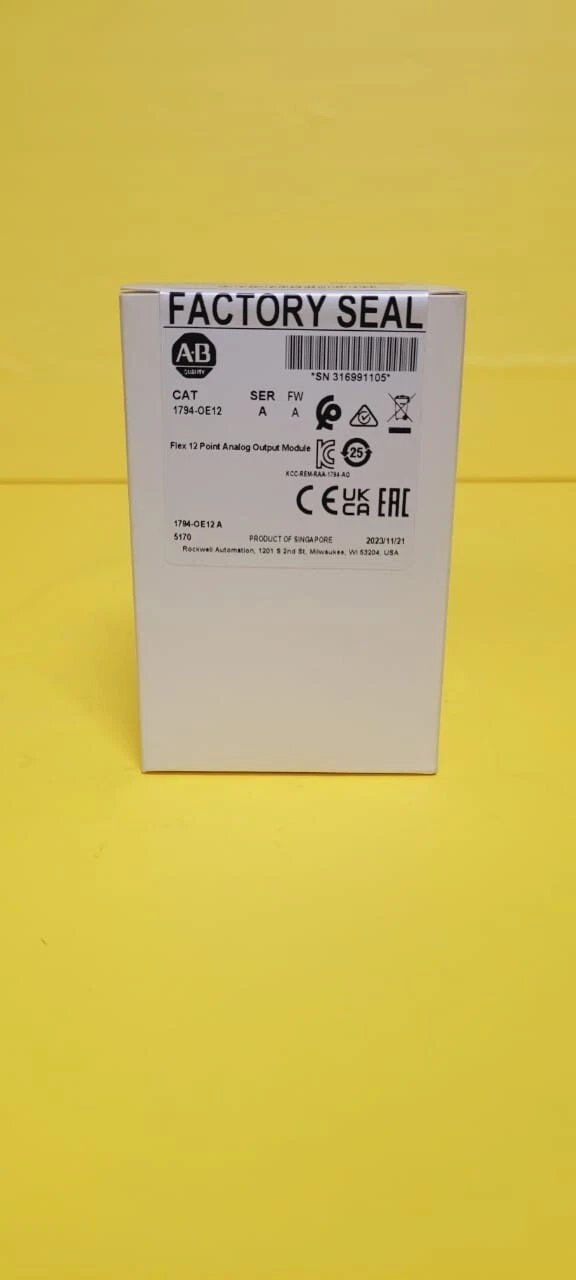 FACTORY SEAL
A·B
QUALITY
*SN 316991105*
CAT SER FW
1794-OE12 A A
Flex 12 Point Analog Output Module
25
KCC-REM-RAA-1794-AG
CE UK CA EAC
1794-OE12 A
5170 PRODUCT OF SINGAPORE 2023/11/21
Rockwell Automation, 1201 S 2nd St, Milwaukee, WI 53204, USA